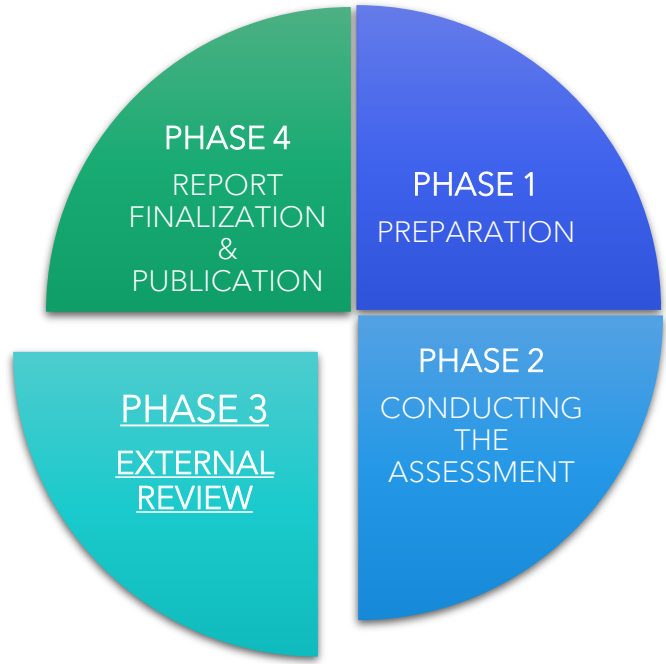 PHASE 1
PREPARATION
PHASE 2
CONDUCTING
THE
ASSESSMENT
PHASE 3
EXTERNAL
REVIEW
PHASE 4
REPORT
FINALIZATION
&
PUBLICATION